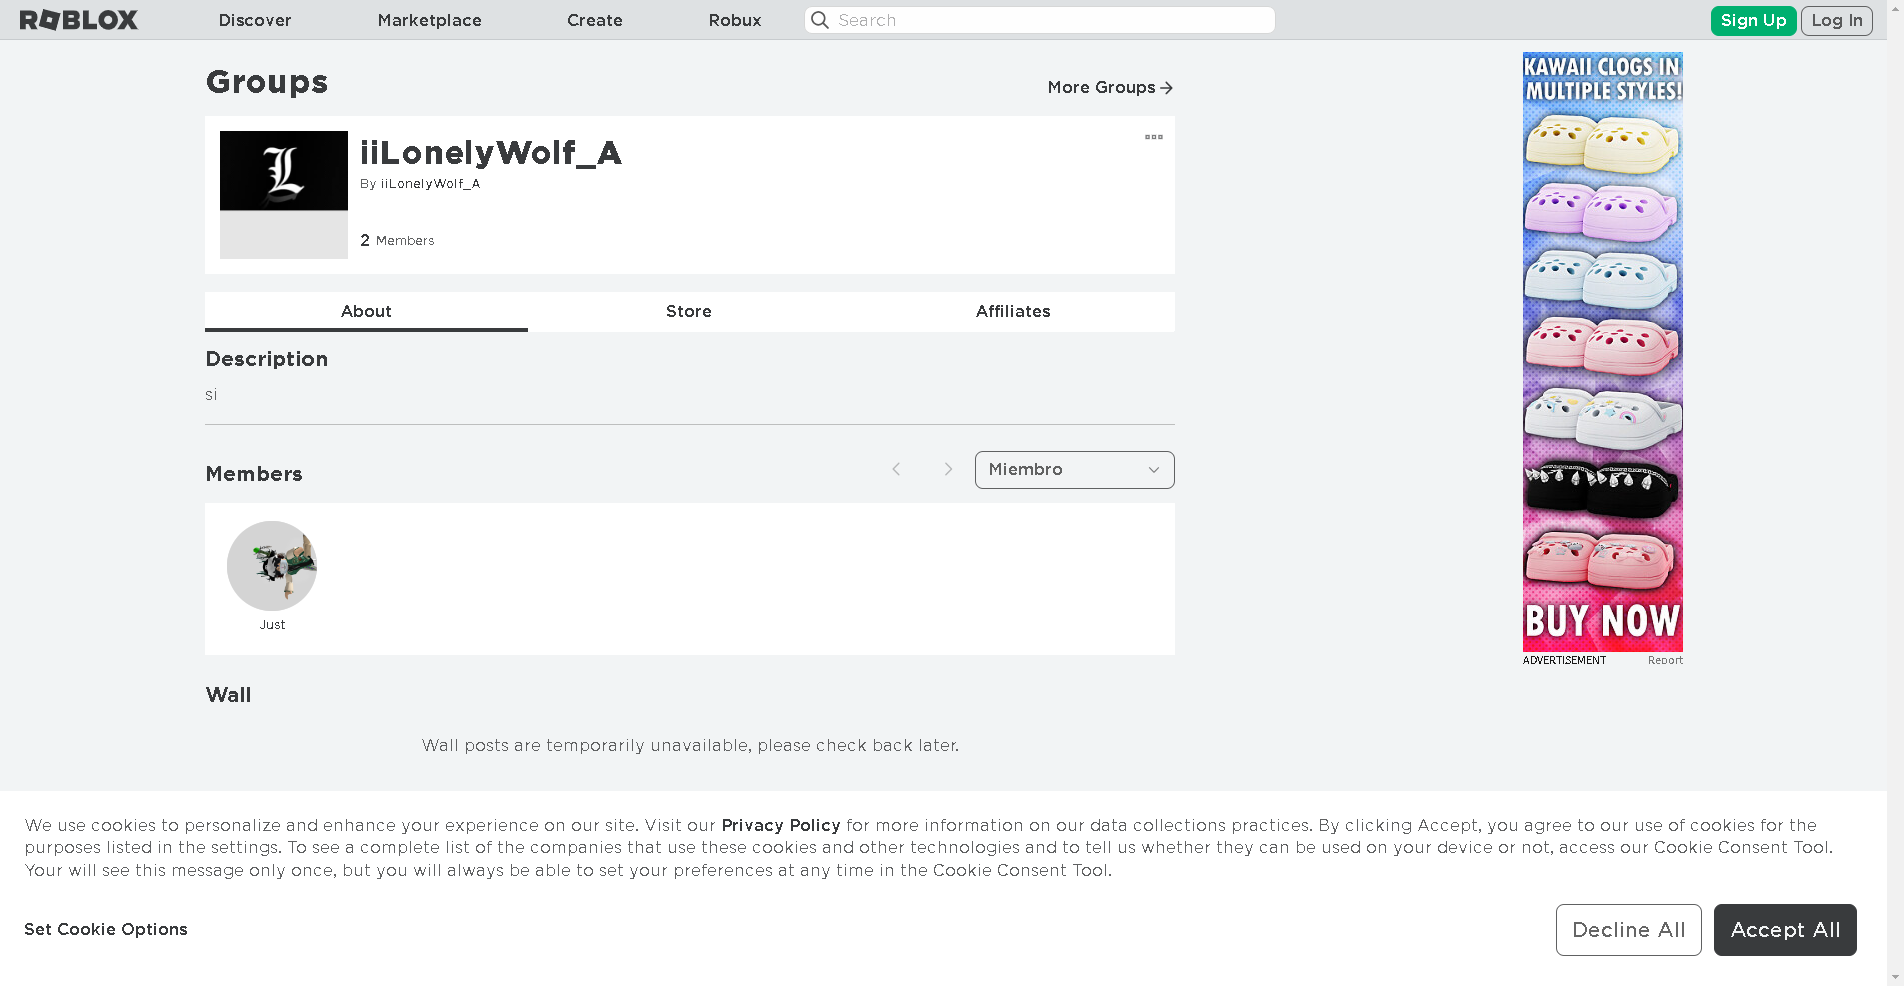 ROBLOX
Discover
Marketplace
Create
Robux
Search
Sign Up
Log In
Groups
More Groups
L
iiLonelyWolf_A
By iiLonelyWolf_A
2 Members
About
Store
Affiliates
Description
si
Members
Miembro
Just
Wall
Wall posts are temporarily unavailable, please check back later.
KAWAII CLOGS IN
MULTIPLE STYLES!
BUY NOW
ADVERTISEMENT
Report
We use cookies to personalize and enhance your experience on our site. Visit our Privacy Policy for more information on our data collections practices. By clicking Accept, you agree to our use of cookies for the
purposes listed in the settings. To see a complete list of the companies that use these cookies and other technologies and to tell us whether they can be used on your device or not, access our Cookie Consent Tool.
Your will see this message only once, but you will always be able to set your preferences at any time in the Cookie Consent Tool.
Set Cookie Options
Decline All
Accept All